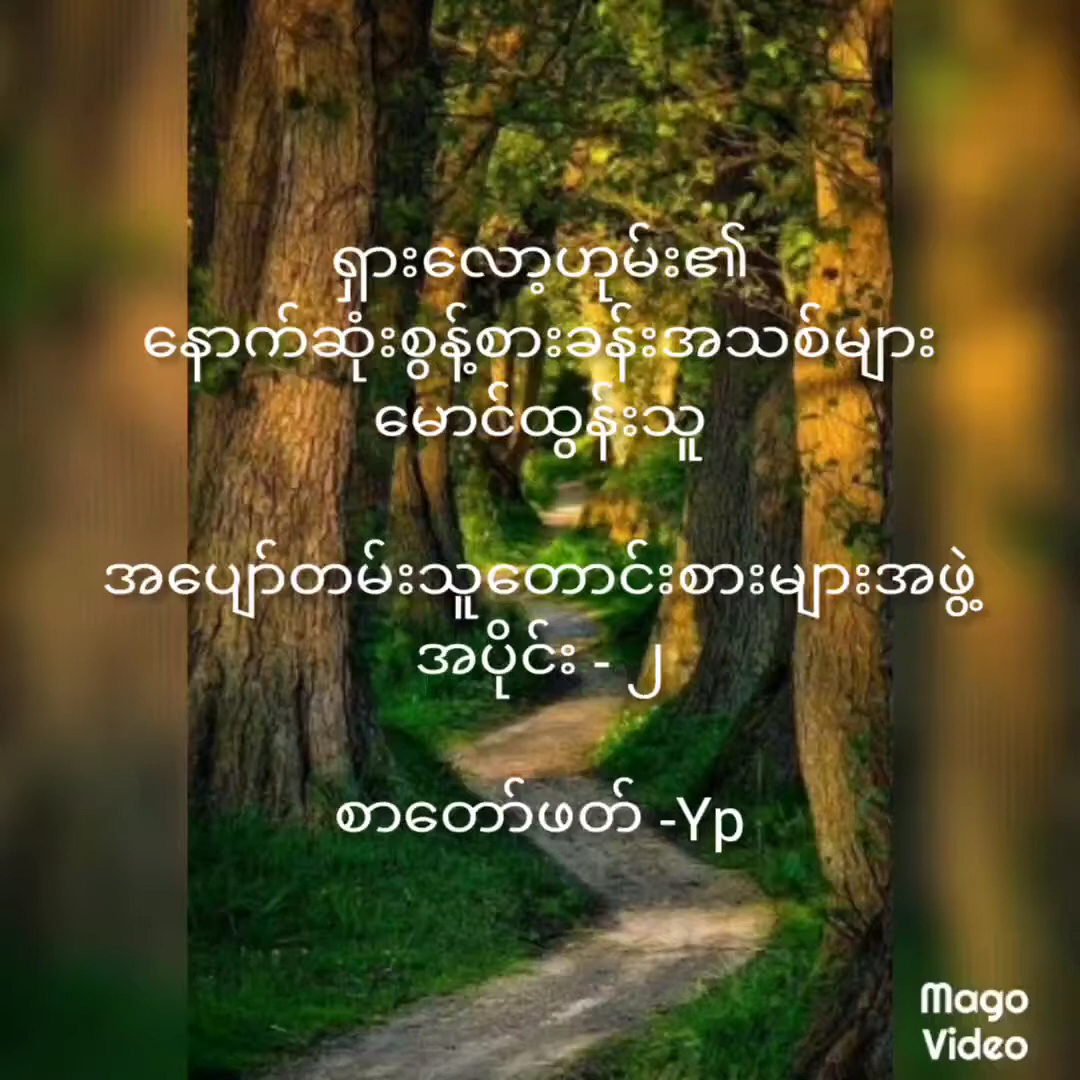 ရှားလော့ဟုမ်း၏
နောက်ဆုံးစွန့်စားခန်းအသစ်များ
မောင်ထွန်းသူ
အပျော်တမ်းသူတောင်းစားများအဖွဲ့
အပိုင်း - ၂
စာတော်ဖတ် -Yp
Mago
Video